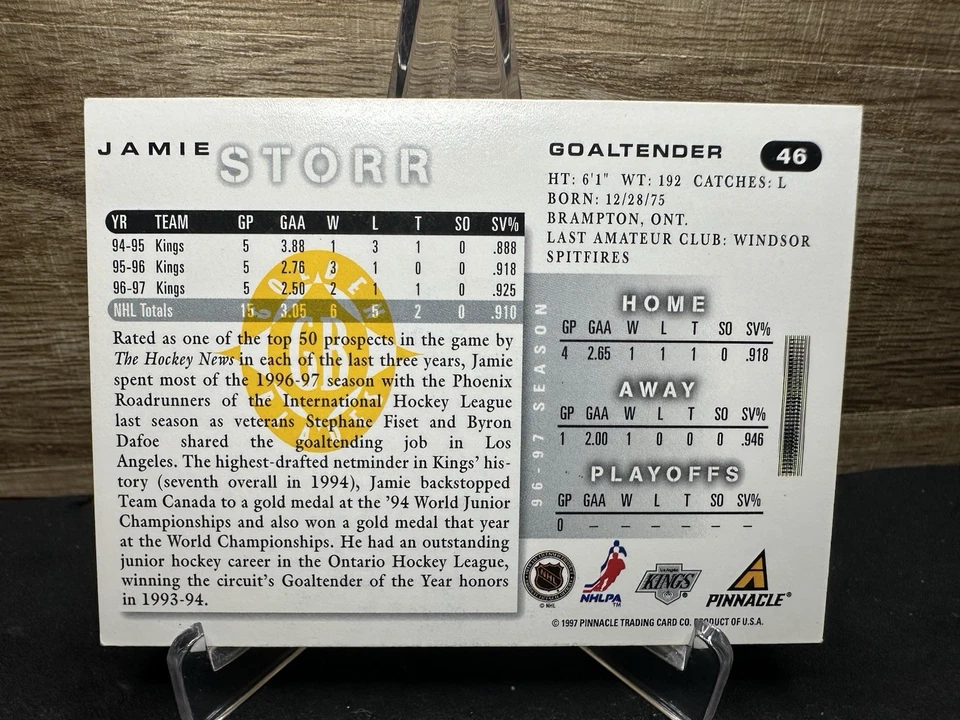 JAMIE STORR
YR TEAM GP GAA W L T SO SV%
94-95 Kings 5 3.88 1 3 1 0 .888
95-96 Kings 5 2.76 3 1 0 0 .918
96-97 Kings 5 2.50 2 1 1 0 .925
NHL Totals 15 3.05 6 5 2 0 .910
Rated as one of the top 50 prospects in the game by
The Hockey News in each of the last three years, Jamie
spent most of the 1996-97 season with the Phoenix
Roadrunners of the International Hockey League
last season as veterans Stephane Fiset and Byron
Dafoe shared the goaltending job in Los
Angeles. The highest-drafted netminder in Kings' his-
tory (seventh overall in 1994), Jamie backstopped
Team Canada to a gold medal at the '94 World Junior
Championships and also won a gold medal that year
at the World Championships. He had an outstanding
junior hockey career in the Ontario Hockey League,
winning the circuit's Goaltender of the Year honors
in 1993-94.
GOLDEN
GB
BEAUTY
GOALTENDER 46
HT: 6'1" WT: 192 CATCHES: L
BORN: 12/28/75
BRAMPTON, ONT.
LAST AMATEUR CLUB: WINDSOR
SPITFIRES
96-97 SEASON
HOME
GP GAA W L T SO SV%
4 2.65 1 1 1 0 .918
AWAY
GP GAA W L T SO SV%
1 2.00 1 0 0 0 .946
PLAYOFFS
GP GAA W L T SO SV%
0 – – – – – –
NHL
© NHL
NHLPA™
KINGS
PINNACLE®
© 1997 PINNACLE TRADING CARD CO. PRODUCT OF U.S.A.